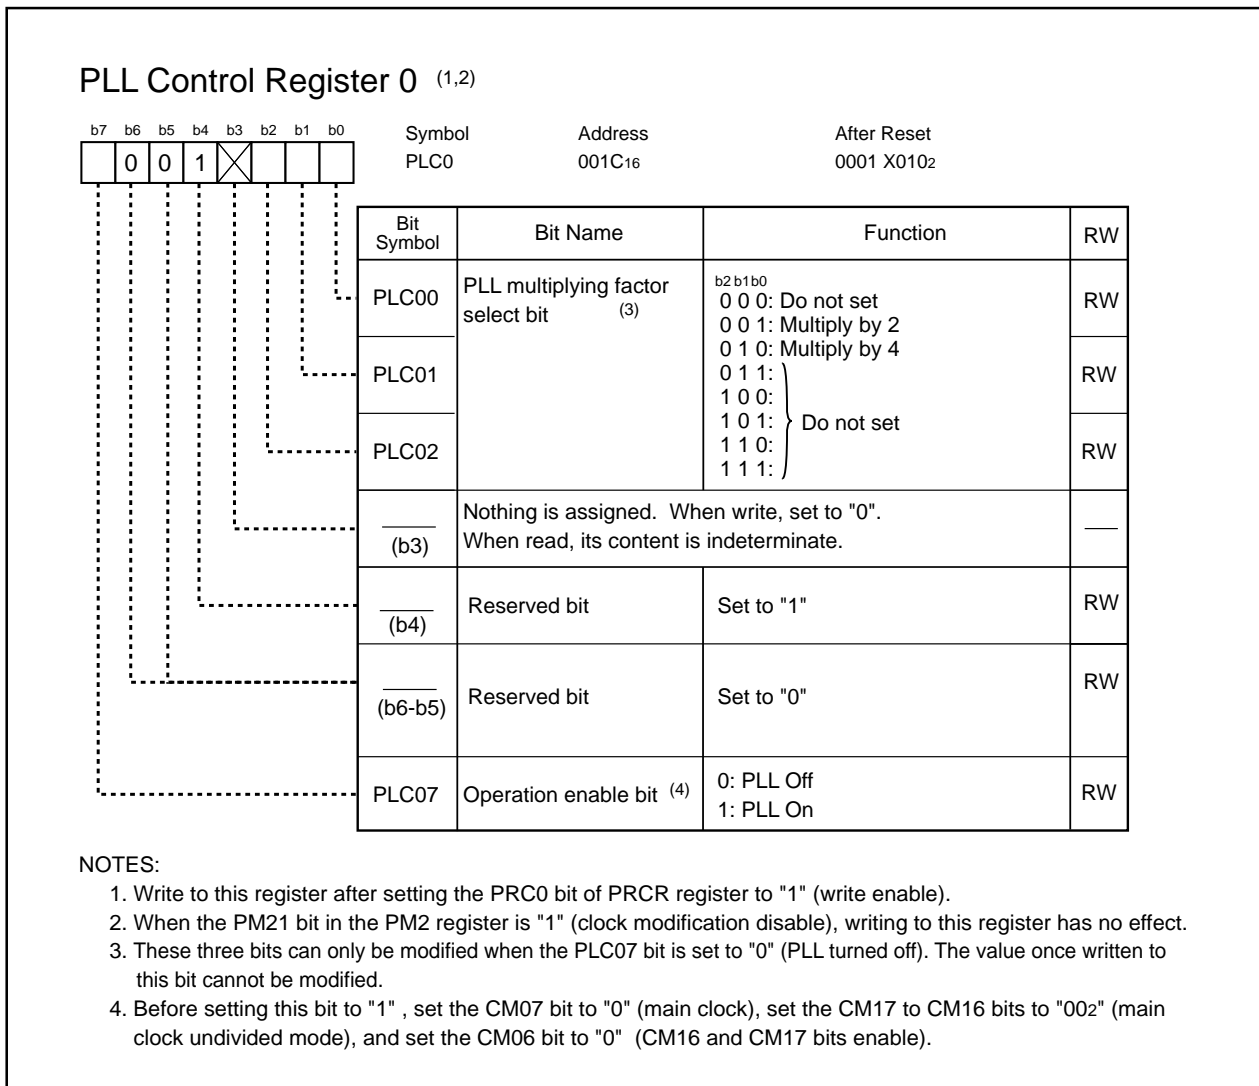 PLL Control Register 0 (1,2)
b7 b6 b5 b4 b3 b2 b1 b0
0 0 1
Symbol Address After Reset
PLC0 001C16 0001 X0102
Bit Symbol Bit Name Function RW
PLC00 PLL multiplying factor select bit (3) RW
b2 b1 b0
0 0 0: Do not set
0 0 1: Multiply by 2
0 1 0: Multiply by 4
PLC01 RW
0 1 1:
1 0 0:
1 0 1: Do not set
1 1 0:
1 1 1:
PLC02 RW
(b3) Nothing is assigned. When write, set to "0".
When read, its content is indeterminate.
(b4) Reserved bit Set to "1" RW
(b6-b5) Reserved bit Set to "0" RW
PLC07 Operation enable bit (4) 0: PLL Off
1: PLL On RW
NOTES:
1. Write to this register after setting the PRC0 bit of PRCR register to "1" (write enable).
2. When the PM21 bit in the PM2 register is "1" (clock modification disable), writing to this register has no effect.
3. These three bits can only be modified when the PLC07 bit is set to "0" (PLL turned off). The value once written to
this bit cannot be modified.
4. Before setting this bit to "1" , set the CM07 bit to "0" (main clock), set the CM17 to CM16 bits to "002" (main
clock undivided mode), and set the CM06 bit to "0" (CM16 and CM17 bits enable).